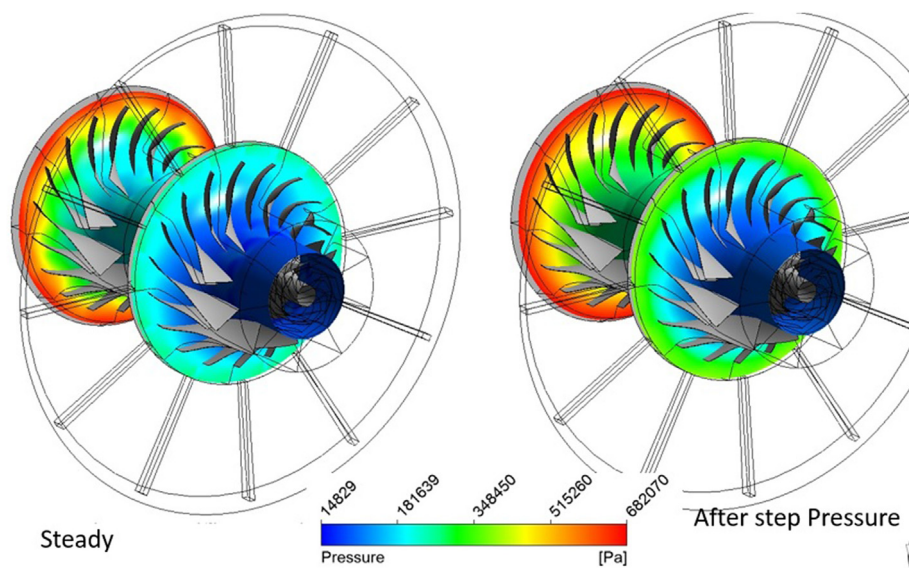 14829
181639
348450
515260
682070
Pressure [Pa]
Steady
After step Pressure